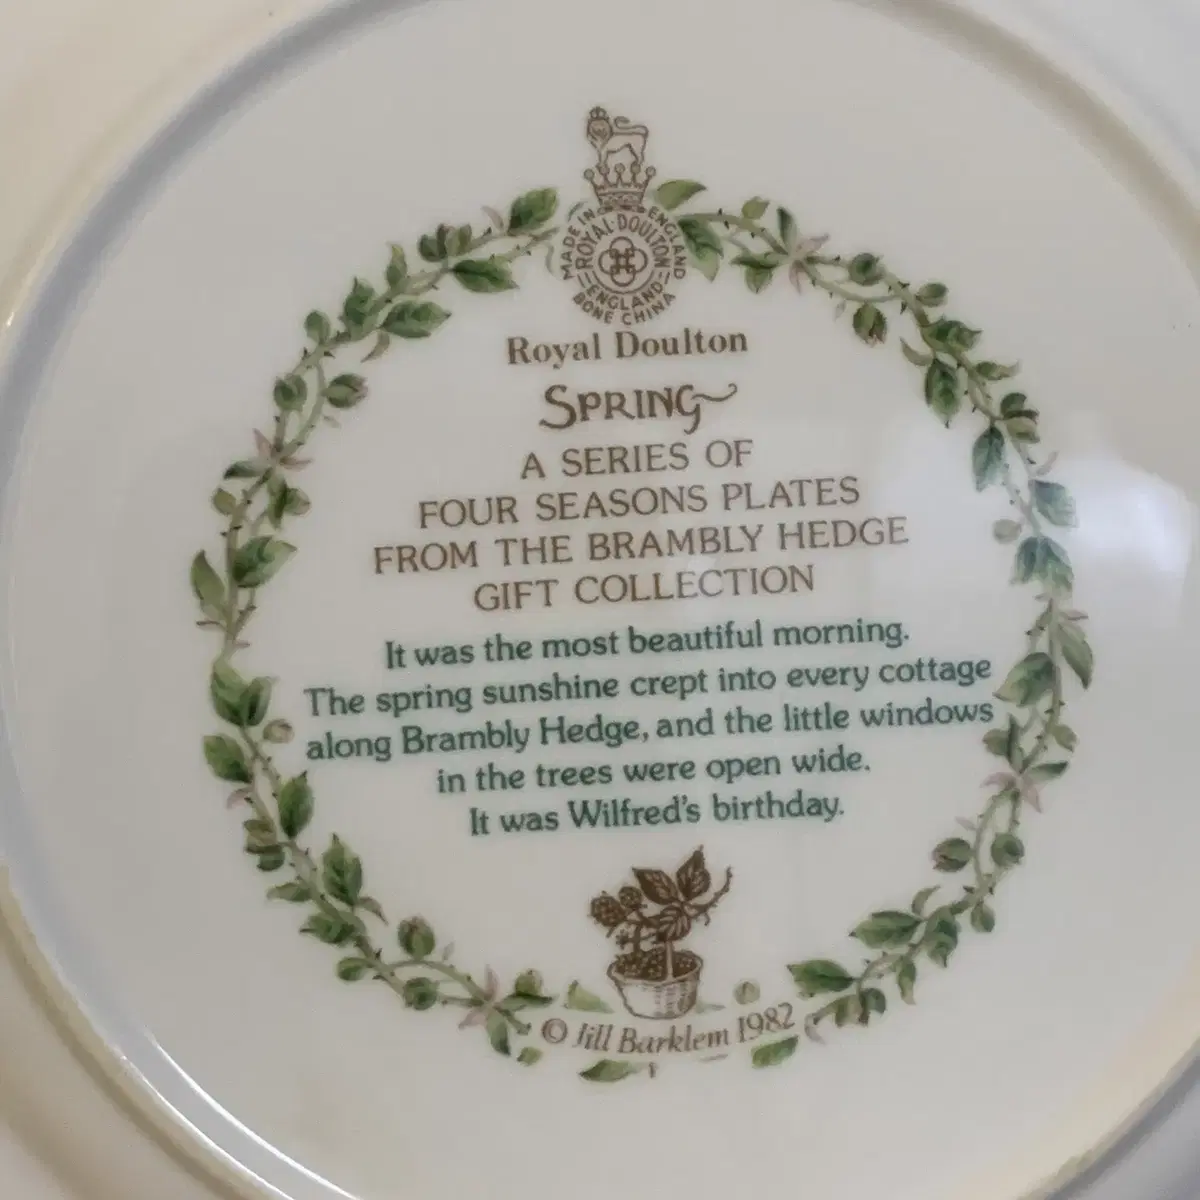 MADE IN ENGLAND
ROYAL·DOULTON
ENGLAND
BONE CHINA
Royal Doulton
SPRING
A SERIES OF
FOUR SEASONS PLATES
FROM THE BRAMBLY HEDGE
GIFT COLLECTION
It was the most beautiful morning.
The spring sunshine crept into every cottage
along Brambly Hedge, and the little windows
in the trees were open wide.
It was Wilfred's birthday.
© Jill Barklem 1982